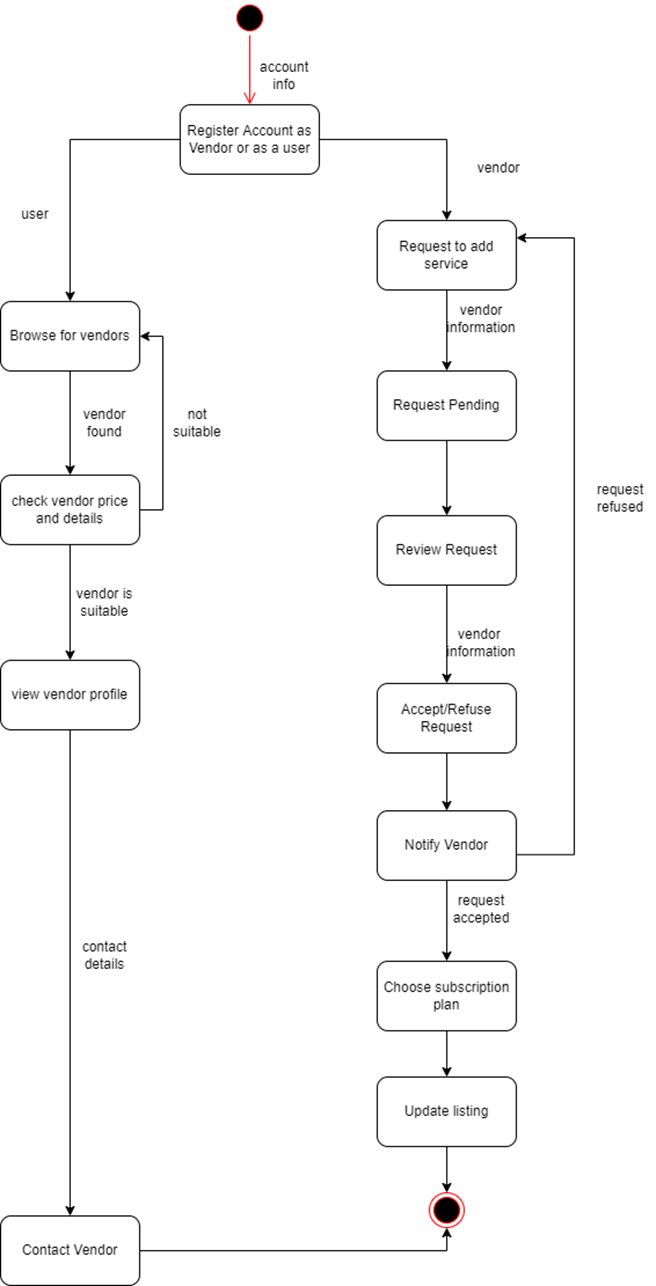 account
info
Register Account as
Vendor or as a user
vendor
user
Request to add
service
vendor
information
Browse for vendors
Request Pending
vendor
found
not
suitable
request
refused
check vendor price
and details
Review Request
vendor is
suitable
vendor
information
view vendor profile
Accept/Refuse
Request
Notify Vendor
request
accepted
contact
details
Choose subscription
plan
Update listing
Contact Vendor